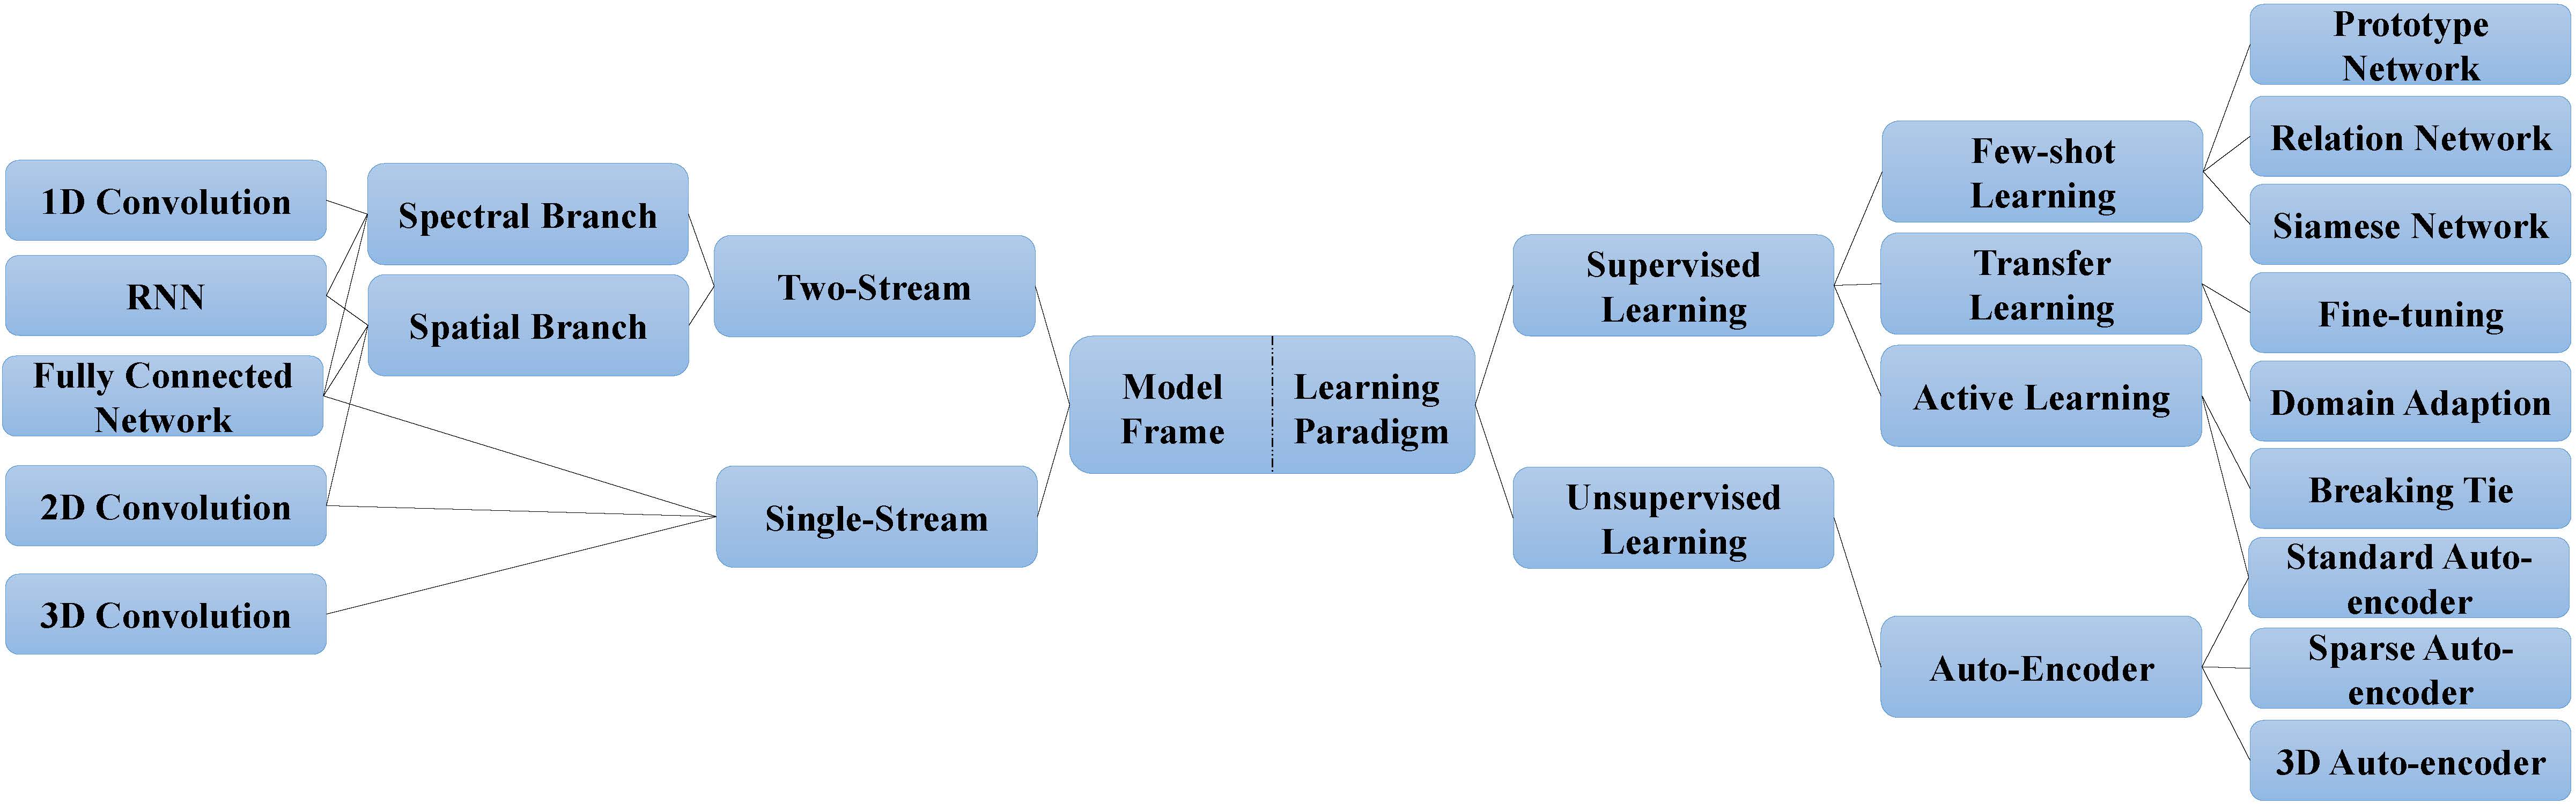 1D Convolution
RNN
Fully Connected
Network
2D Convolution
3D Convolution
Spectral Branch
Spatial Branch
Two-Stream
Single-Stream
Model
Frame
Learning
Paradigm
Supervised
Learning
Unsupervised
Learning
Few-shot
Learning
Transfer
Learning
Active Learning
Auto-Encoder
Prototype
Network
Relation Network
Siamese Network
Fine-tuning
Domain Adaption
Breaking Tie
Standard Auto-
encoder
Sparse Auto-
encoder
3D Auto-encoder